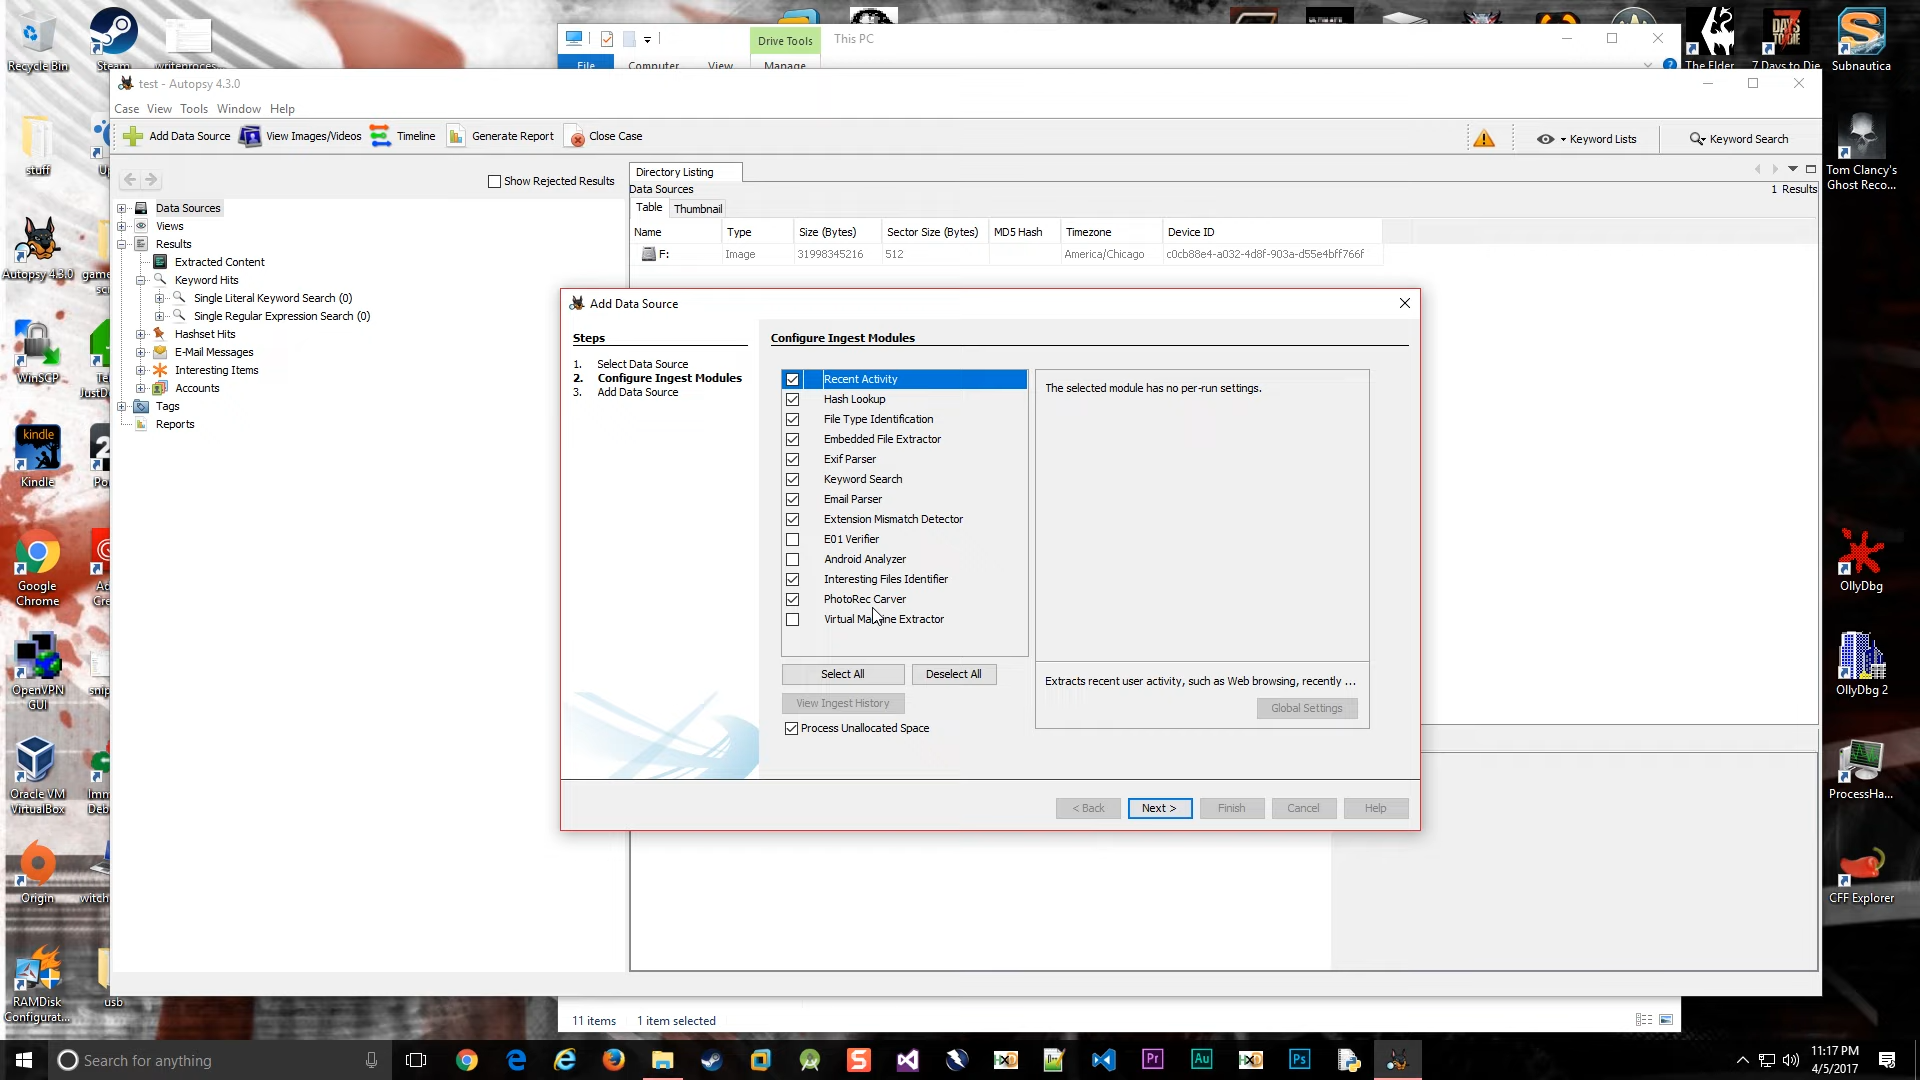 Recycle Bin
Steam
writeproces...
Drive Tools
This PC
File
Computer
View
Manage
The Elder
7 Days to Die
Subnautica
test - Autopsy 4.3.0
Case View Tools Window Help
Add Data Source
View Images/Videos
Timeline
Generate Report
Close Case
Keyword Lists
Keyword Search
Show Rejected Results
Data Sources
Views
Results
Extracted Content
Keyword Hits
Single Literal Keyword Search (0)
Single Regular Expression Search (0)
Hashset Hits
E-Mail Messages
Interesting Items
Accounts
Tags
Reports
Directory Listing
Data Sources
1 Results
Table
Thumbnail
Name Type Size (Bytes) Sector Size (Bytes) MD5 Hash Timezone Device ID
F: Image 31998345216 512 America/Chicago c0cb88e4-a032-4d8f-903a-d55e4bff766f
Add Data Source
Steps
1. Select Data Source
2. Configure Ingest Modules
3. Add Data Source
Configure Ingest Modules
Recent Activity
Hash Lookup
File Type Identification
Embedded File Extractor
Exif Parser
Keyword Search
Email Parser
Extension Mismatch Detector
E01 Verifier
Android Analyzer
Interesting Files Identifier
PhotoRec Carver
Virtual Machine Extractor
Select All
Deselect All
View Ingest History
Process Unallocated Space
The selected module has no per-run settings.
Extracts recent user activity, such as Web browsing, recently ...
Global Settings
< Back
Next >
Finish
Cancel
Help
stuff
Autopsy 4.3.0
WinSCP
kindle
Kindle
Google
Chrome
OpenVPN
GUI
Oracle VM
VirtualBox
Origin
RAMDisk
Configurat...
usb
Tom Clancy's
Ghost Reco...
OllyDbg
OllyDbg 2
ProcessHa...
CFF Explorer
11 items
1 item selected
Search for anything
Pr
Au
Ps
11:17 PM
4/5/2017